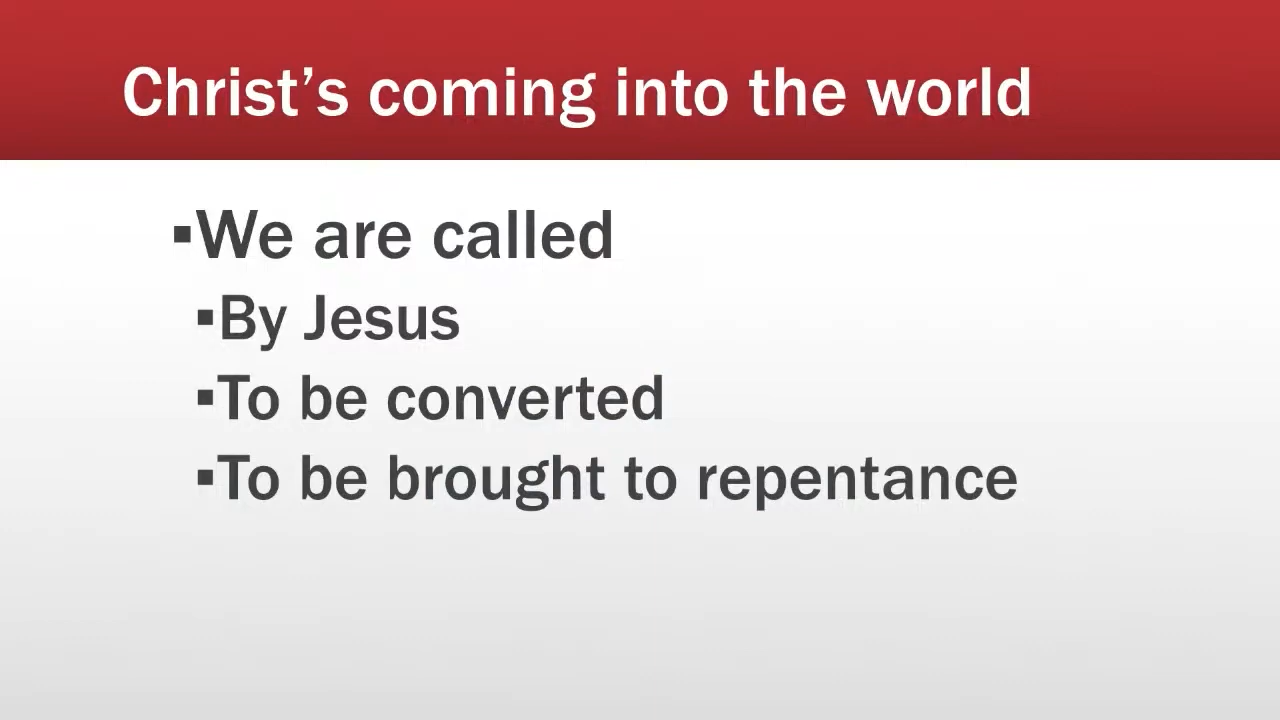 Christ’s coming into the world
▪We are called
▪By Jesus
▪To be converted
▪To be brought to repentance